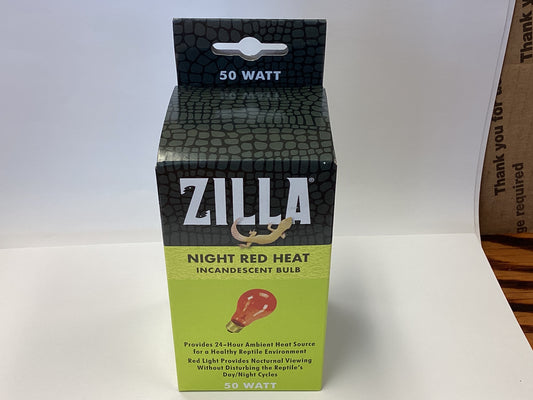 50 WATT
ZILLA®
NIGHT RED HEAT
INCANDESCENT BULB
Provides 24-Hour Ambient Heat Source
for a Healthy Reptile Environment
Red Light Provides Nocturnal Viewing
Without Disturbing the Reptile's
Day/Night Cycles
50 WATT
Thank you
Thank you for
ge required